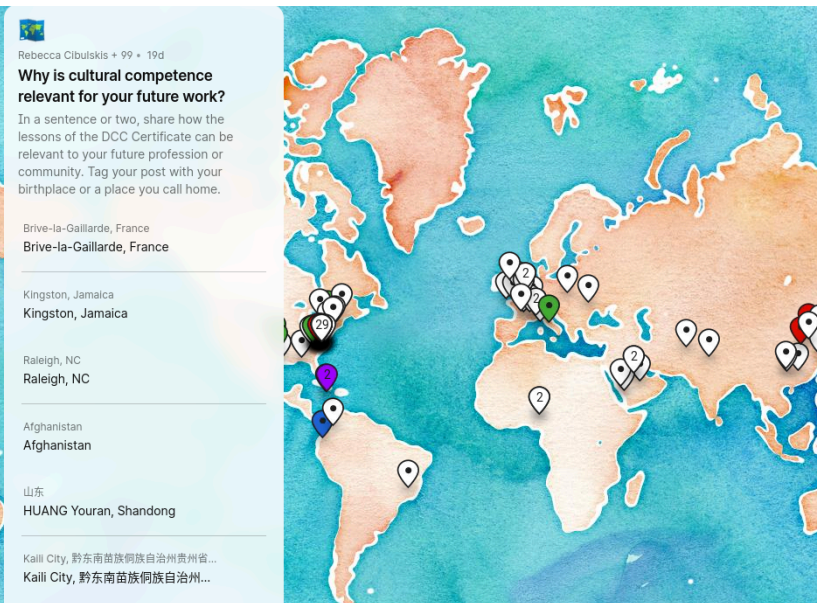 Rebecca Cibulskis + 99 • 19d
Why is cultural competence
relevant for your future work?
In a sentence or two, share how the
lessons of the DCC Certificate can be
relevant to your future profession or
community. Tag your post with your
birthplace or a place you call home.
Brive-la-Gaillarde, France
Brive-la-Gaillarde, France
Kingston, Jamaica
Kingston, Jamaica
Raleigh, NC
Raleigh, NC
Afghanistan
Afghanistan
山东
HUANG Youran, Shandong
Kaili City, 黔东南苗族侗族自治州贵州省...
Kaili City, 黔东南苗族侗族自治州...
2
2
29
2
2
2